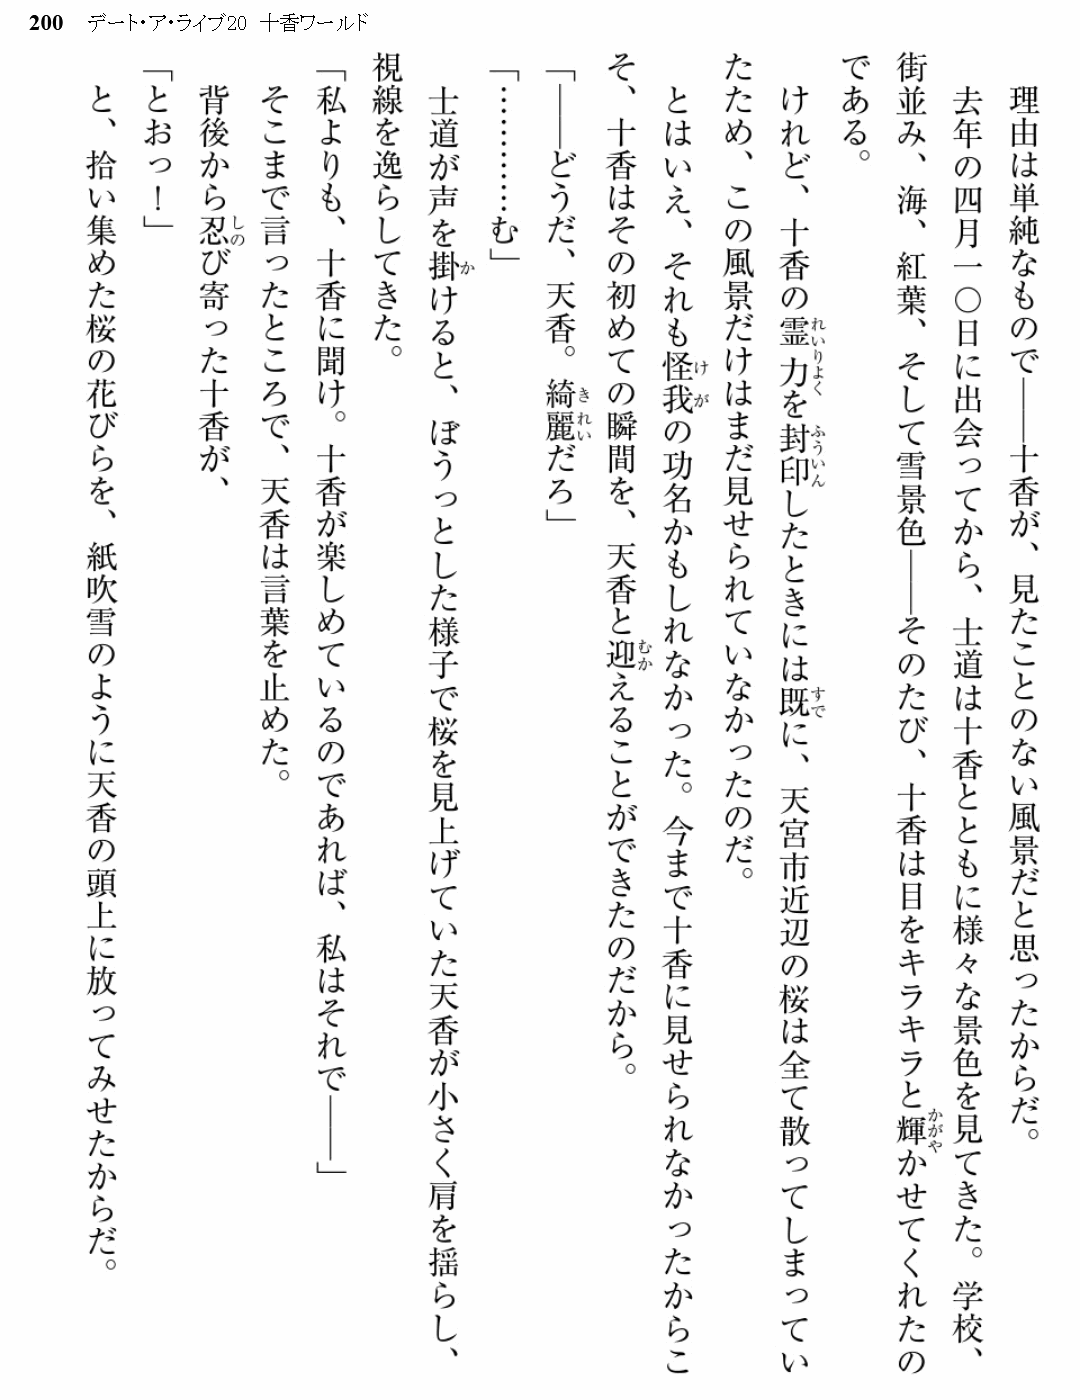 200 デート・ア・ライブ20 十香ワールド
理由は単純なもので――十香が、見たことのない風景だと思ったからだ。
去年の四月一〇日に出会ってから、士道は十香とともに様々な景色を見てきた。学校、
街並み、海、紅葉、そして雪景色――そのたび、十香は目をキラキラと輝かせてくれたの
である。
けれど、十香の霊力を封印したときには既に、天宮市近辺の桜は全て散ってしまってい
たため、この風景だけはまだ見せられていなかったのだ。
とはいえ、それも怪我の功名かもしれなかった。今まで十香に見せられなかったからこ
そ、十香はその初めての瞬間を、天香と迎えることができたのだから。
「――どうだ、天香。綺麗だろ」
「…………む」
士道が声を掛けると、ぼうっとした様子で桜を見上げていた天香が小さく肩を揺らし、
視線を逸らしてきた。
「私よりも、十香に聞け。十香が楽しめているのであれば、私はそれで――」
そこまで言ったところで、天香は言葉を止めた。
背後から忍び寄った十香が、
「とおっ！」
と、拾い集めた桜の花びらを、紙吹雪のように天香の頭上に放ってみせたからだ。